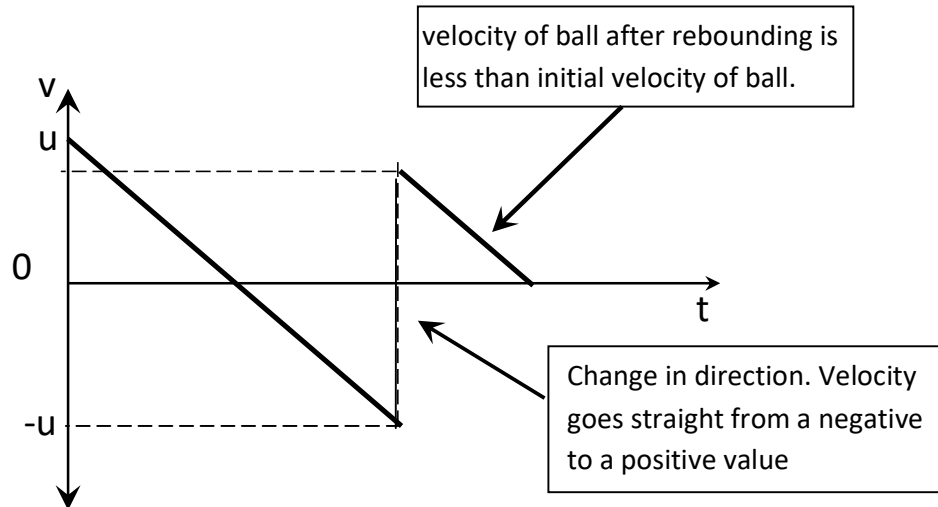 velocity of ball after rebounding is
less than initial velocity of ball.
v
u
0
t
-u
Change in direction. Velocity
goes straight from a negative
to a positive value